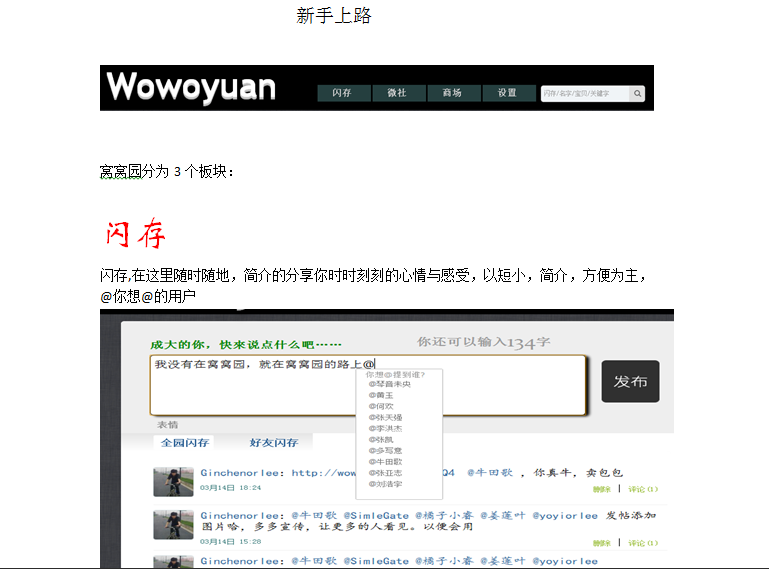 新手上路
Wowoyuan
闪存 微社 商场 设置 闪存/名字/宝贝/关键字
窝窝园分为 3 个板块：
闪存
闪存,在这里随时随地，简介的分享你时时刻刻的心情与感受，以短小，简介，方便为主，
@你想@的用户
成大的你，快来说点什么吧…… 你还可以输入134字
我没有在窝窝园，就在窝窝园的路上@
发布
你想@提到谁?
@琴音未央
@黄玉
@何欢
@张天强
@李洪杰
@张凯
@多写意
@牛田歌
@张亚志
@刘浩宇
表情
全园闪存 好友闪存
Ginchenorlee：http://wow Q4 @牛田歌 ，你真牛，卖包包
03月14日 18:24 删除 | 评论(1)
Ginchenorlee：@牛田歌 @SimleGate @橘子小睿 @姜莲叶 @yoyiorlee 发帖添加
图片哈，多多宣传，让更多的人看见。以便会用
03月14日 15:28 删除 | 评论(1)
Ginchenorlee：@牛田歌 @SimleGate @橘子小睿 @姜莲叶 @yoyiorlee